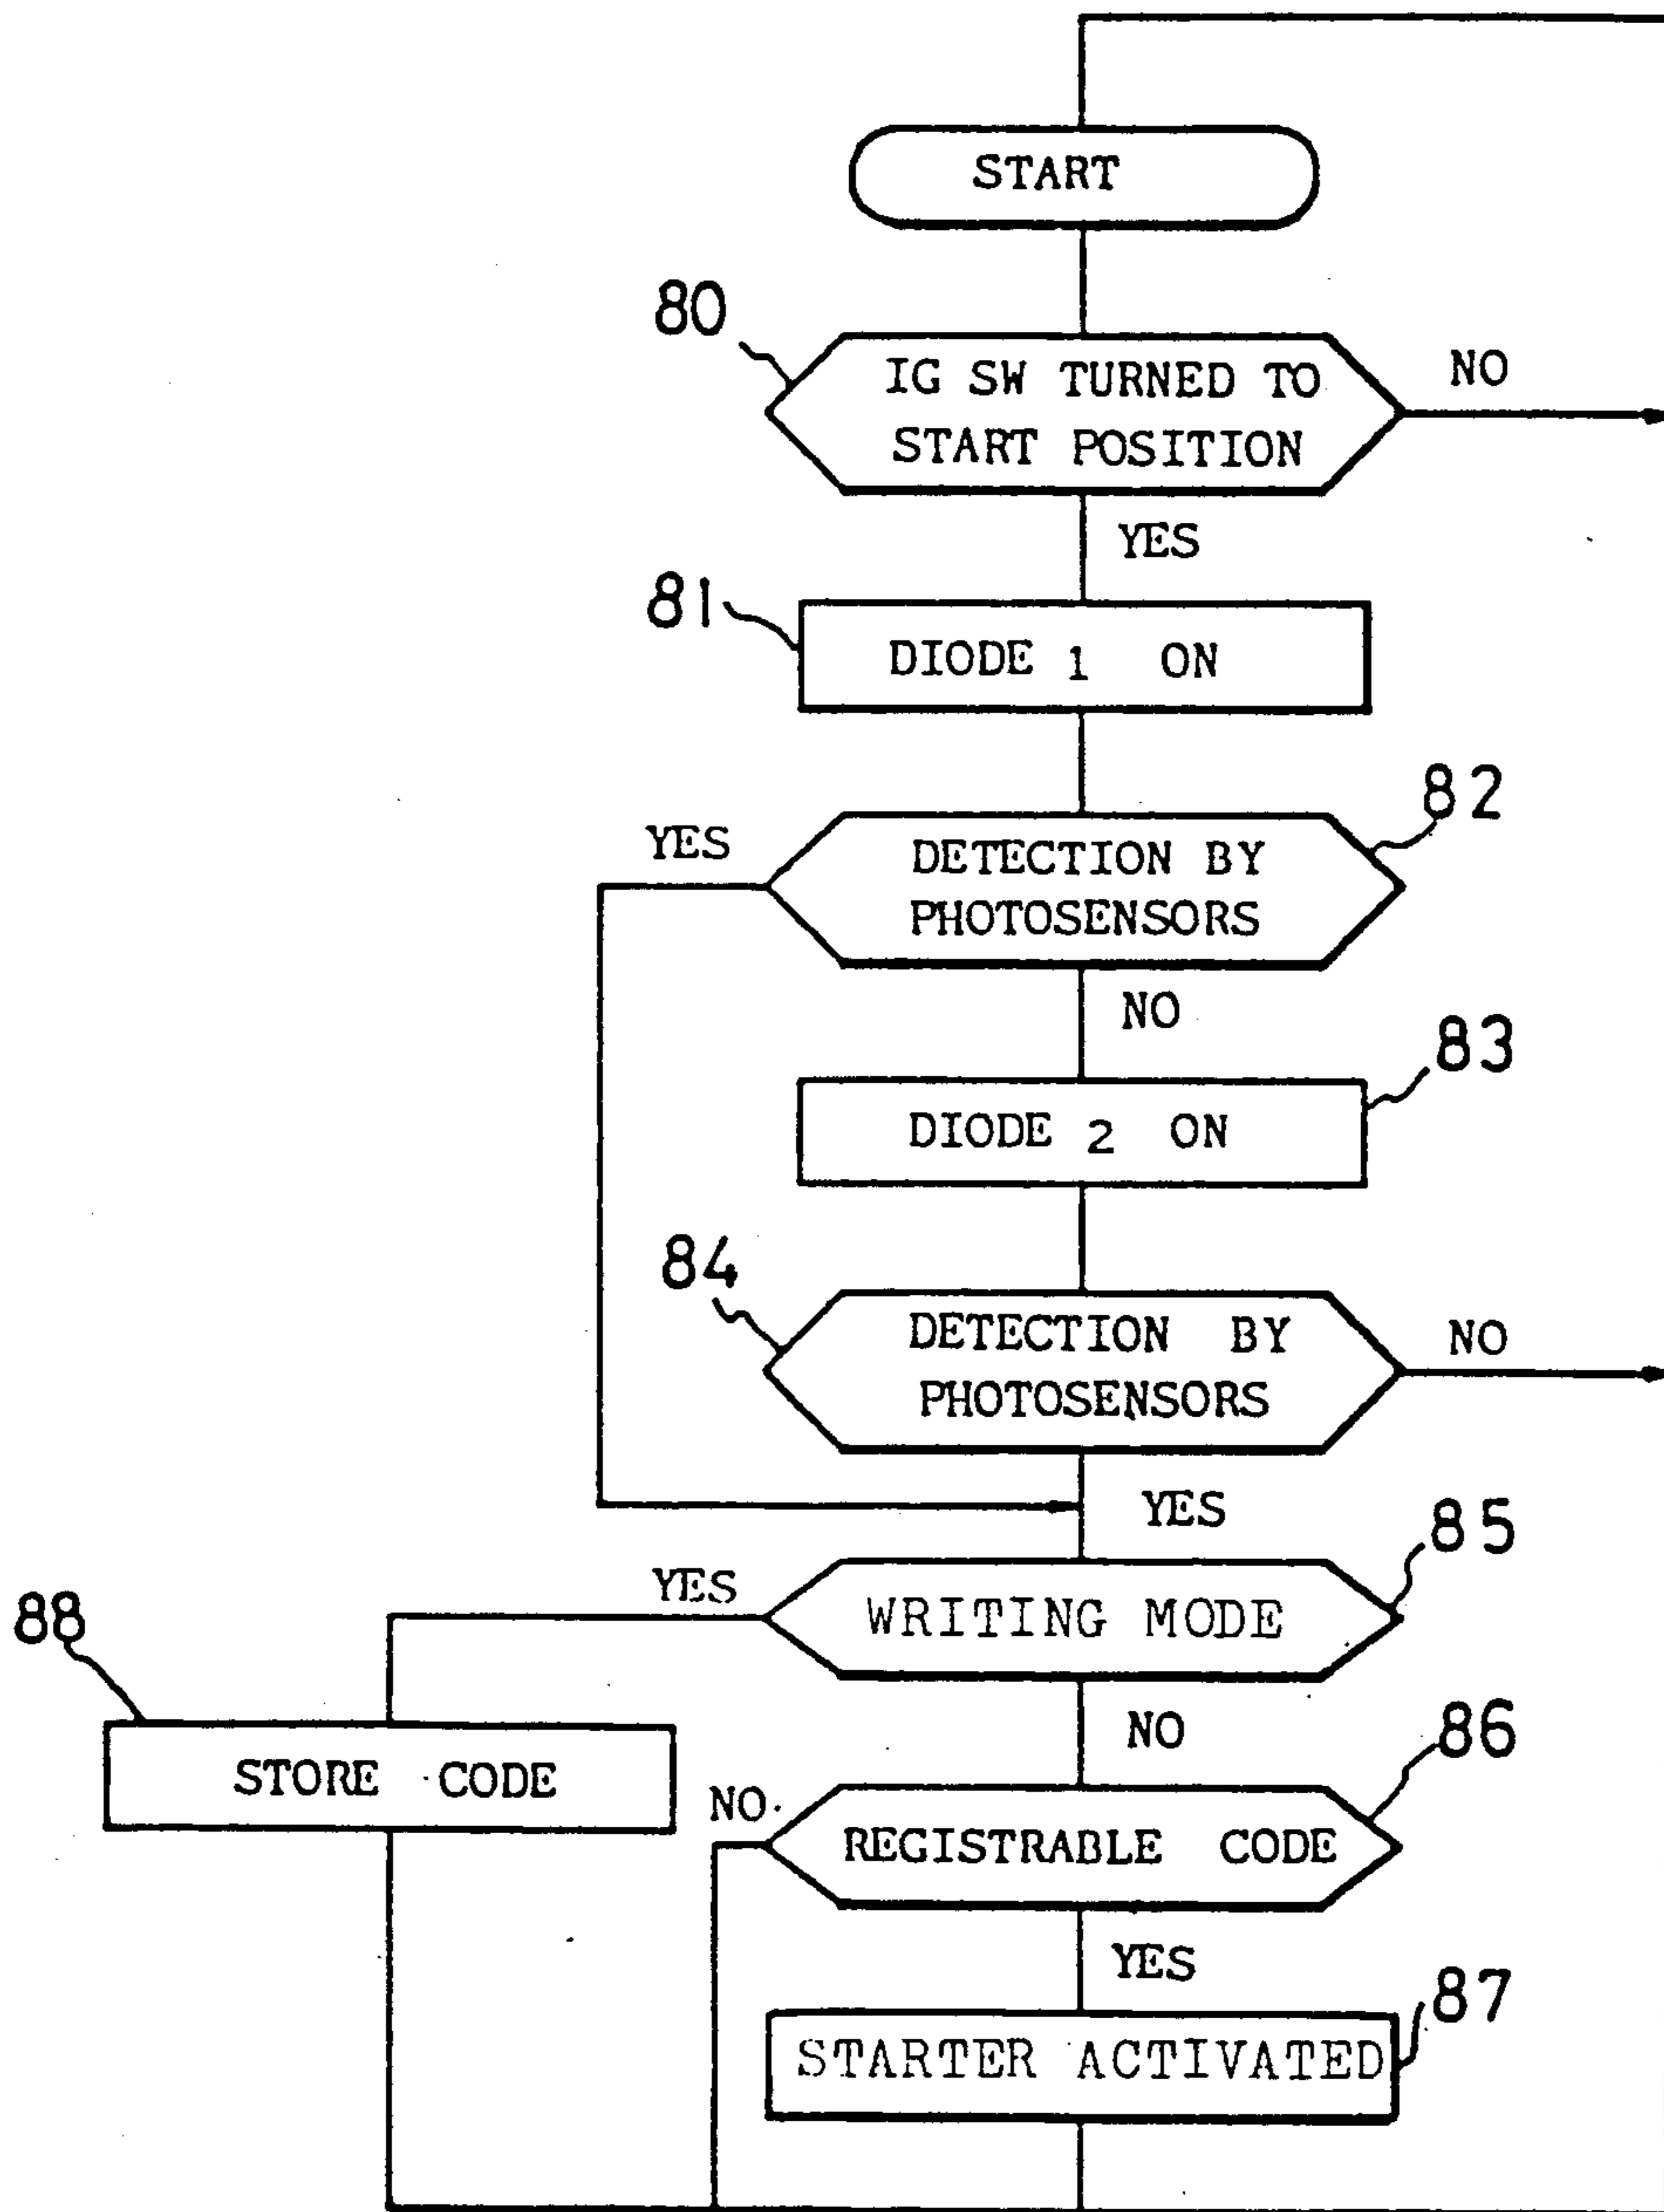 START
80
IG SW TURNED TO
START POSITION
NO
YES
81
DIODE 1 ON
82
YES
DETECTION BY
PHOTOSENSORS
NO
83
DIODE 2 ON
84
DETECTION BY
PHOTOSENSORS
NO
YES
85
YES
WRITING MODE
88
NO
86
STORE CODE
NO
REGISTRABLE CODE
YES
87
STARTER ACTIVATED